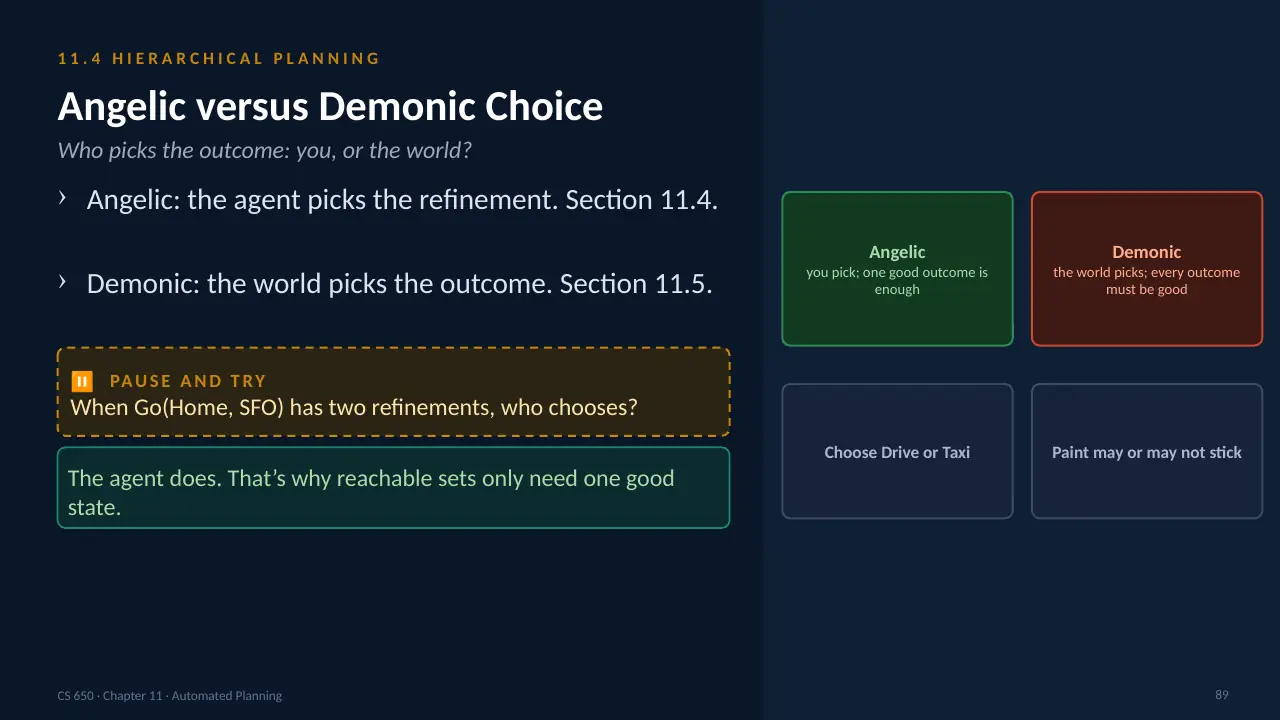 11.4 HIERARCHICAL PLANNING
Angelic versus Demonic Choice
Who picks the outcome: you, or the world?
› Angelic: the agent picks the refinement. Section 11.4.
› Demonic: the world picks the outcome. Section 11.5.
⏸ PAUSE AND TRY
When Go(Home, SFO) has two refinements, who chooses?
The agent does. That’s why reachable sets only need one good
state.
Angelic
you pick; one good outcome is
enough
Demonic
the world picks; every outcome
must be good
Choose Drive or Taxi
Paint may or may not stick
CS 650 · Chapter 11 · Automated Planning
89